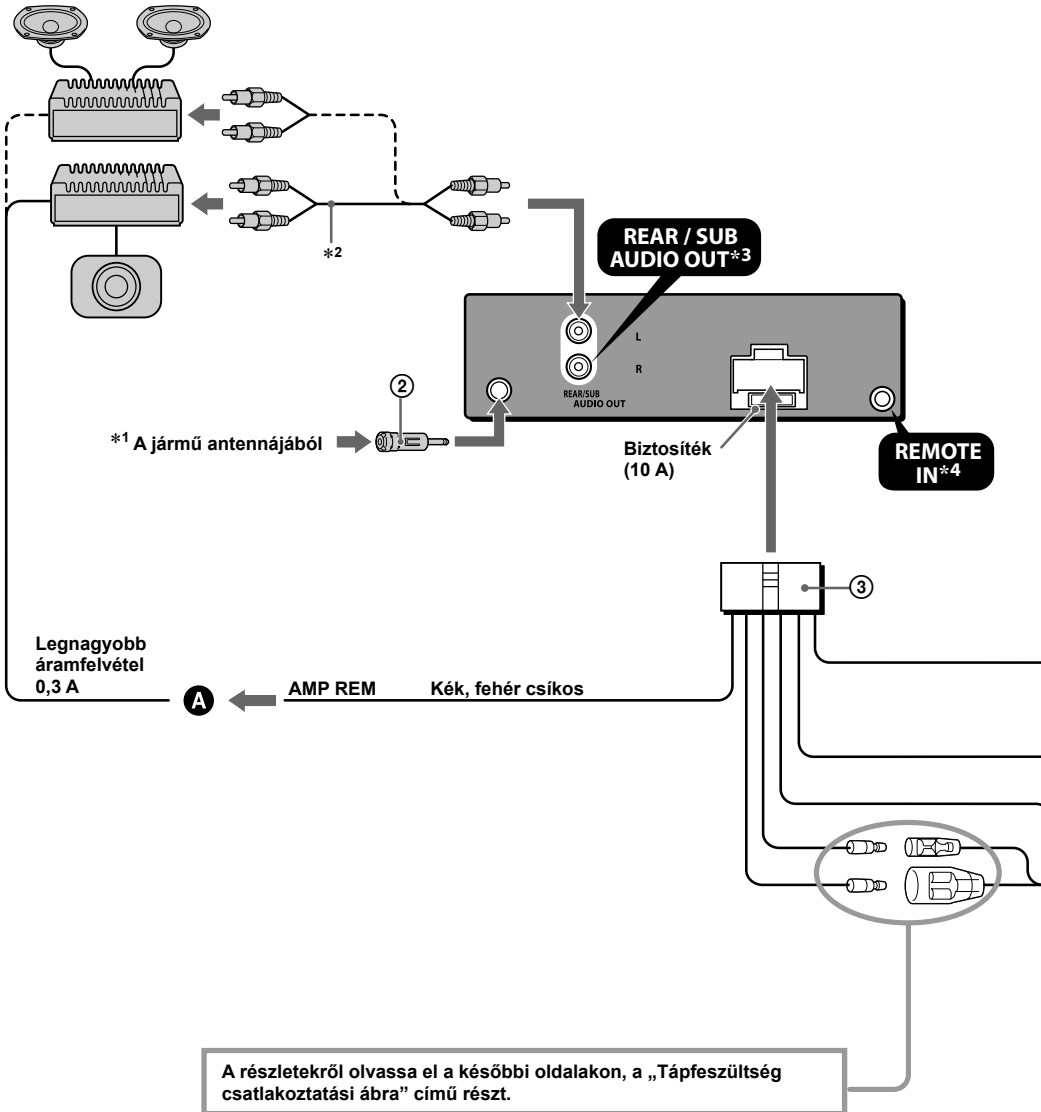 *2
REAR / SUB
AUDIO OUT*3
L
R
REAR/SUB
AUDIO OUT
②
*1 A jármű antennájából
Biztosíték
(10 A)
REMOTE
IN*4
③
Legnagyobb
áramfelvétel
0,3 A
A
AMP REM
Kék, fehér csíkos
A részletekről olvassa el a későbbi oldalakon, a „Tápfeszültség
csatlakoztatási ábra” című részt.